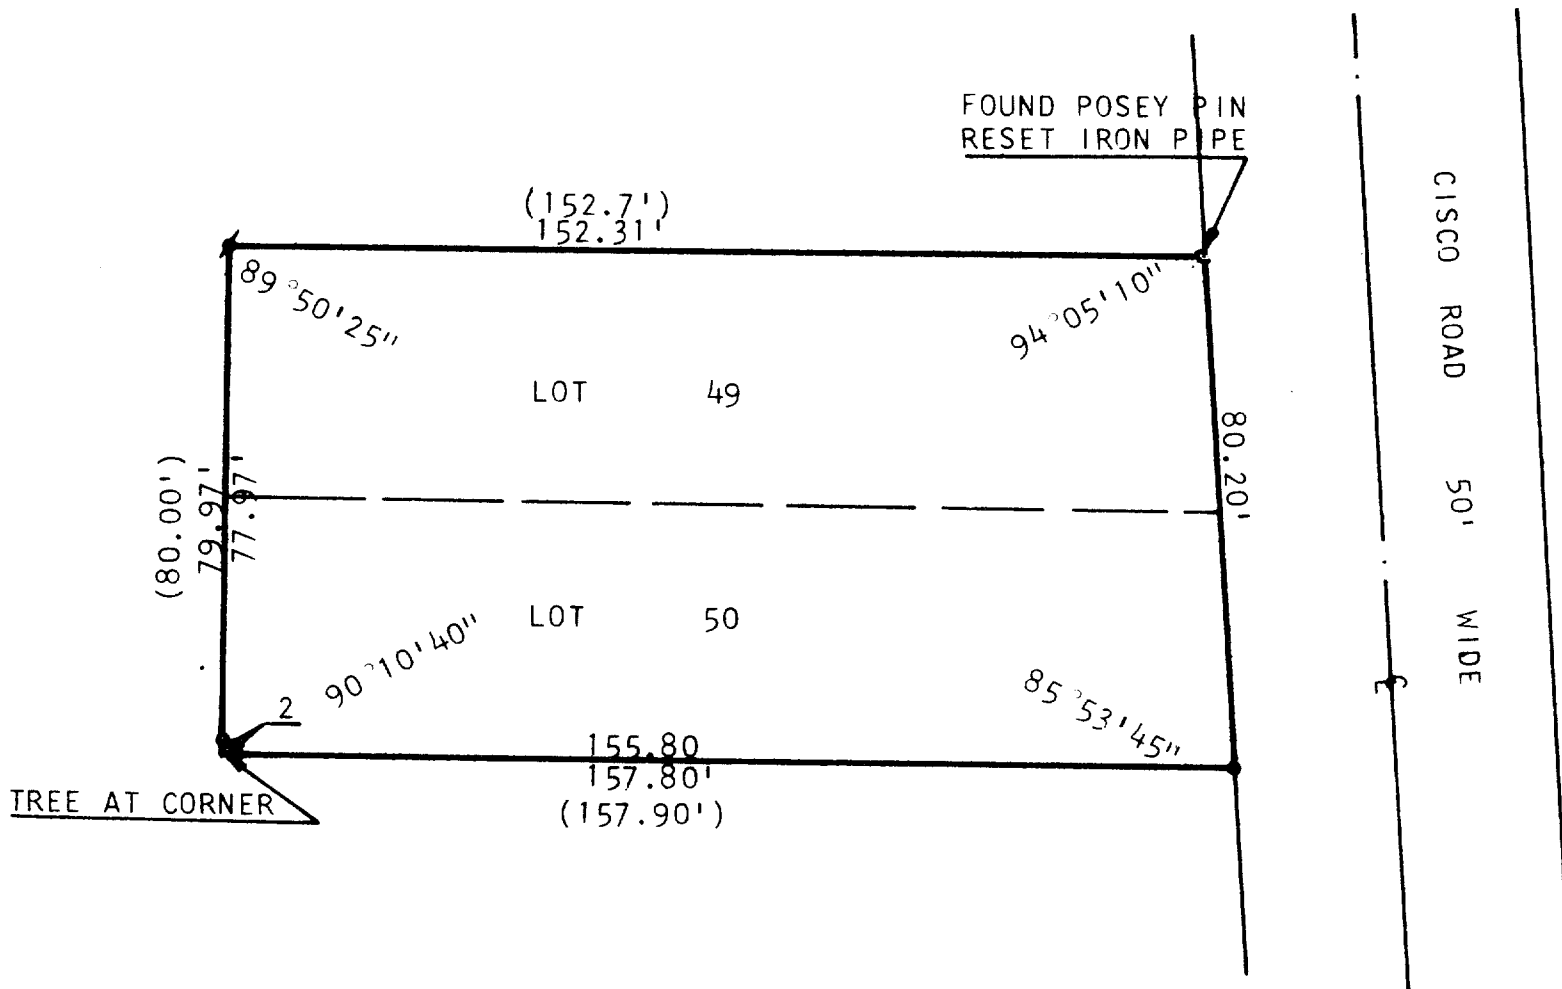 FOUND POSEY PIN
RESET IRON PIPE
(152.7')
152.31'
89°50'25"
94°05'10"
LOT 49
80.20'
(80.00')
79.97'
77.97'
CISCO ROAD 50' WIDE
LOT 50
90°10'40"
85°53'45"
2
155.80
157.80'
(157.90')
TREE AT CORNER